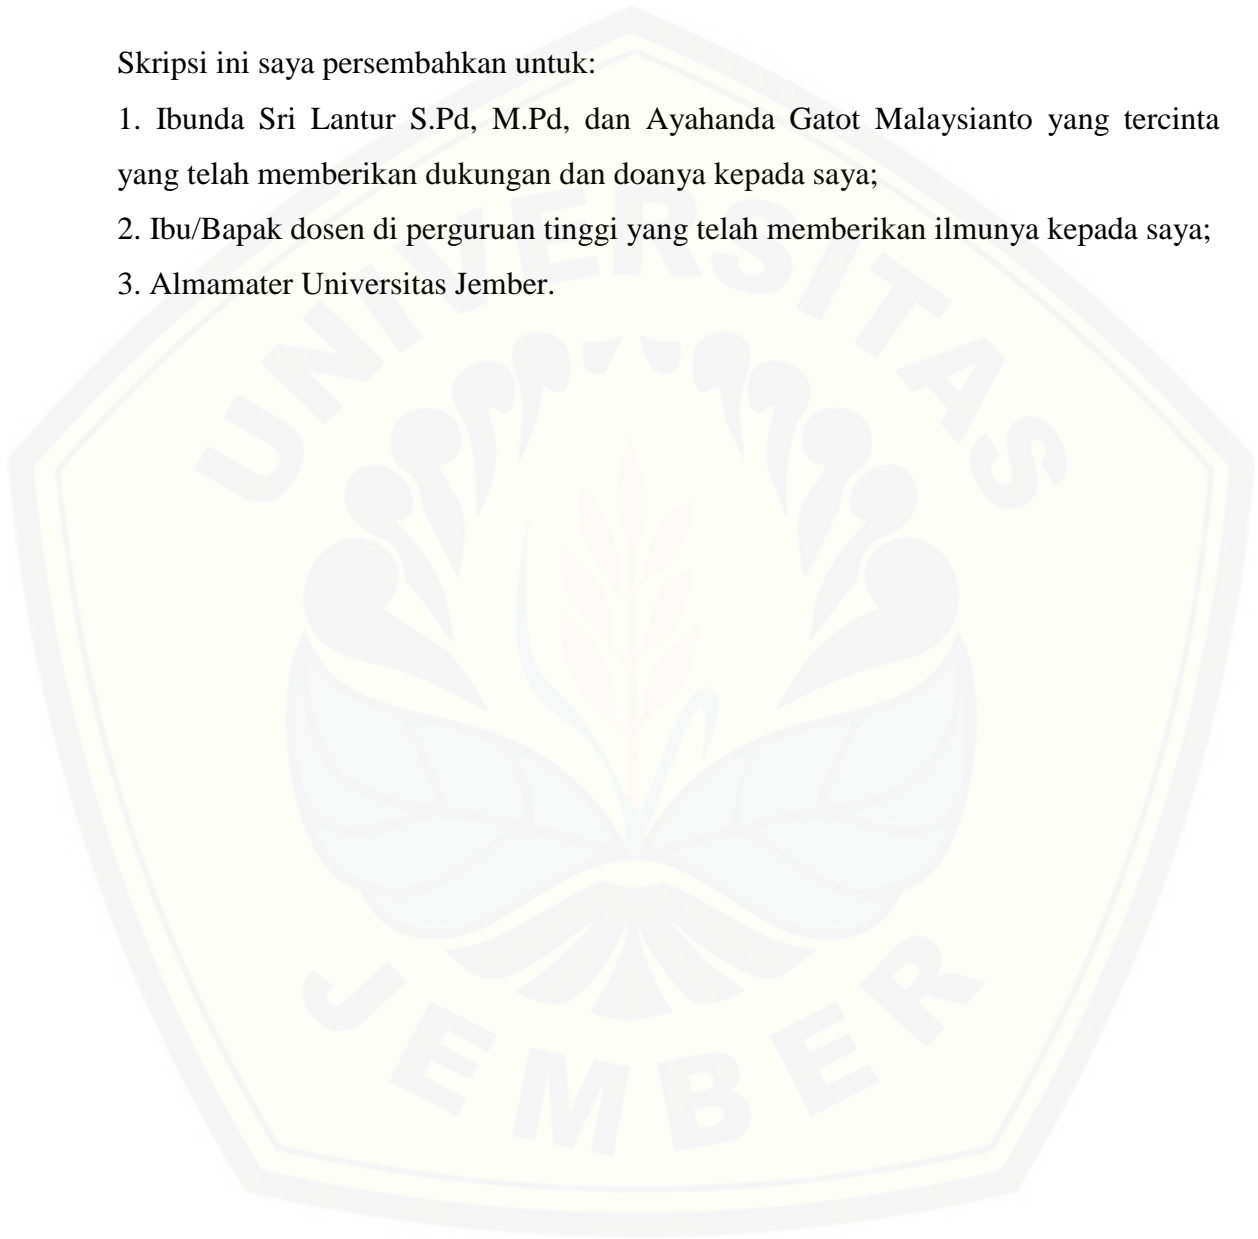 Skripsi ini saya persembahkan untuk:
1. Ibunda Sri Lantur S.Pd, M.Pd, dan Ayahanda Gatot Malaysianto yang tercinta
yang telah memberikan dukungan dan doanya kepada saya;
2. Ibu/Bapak dosen di perguruan tinggi yang telah memberikan ilmunya kepada saya;
3. Almamater Universitas Jember.
UNIVERSITAS
JEMBER